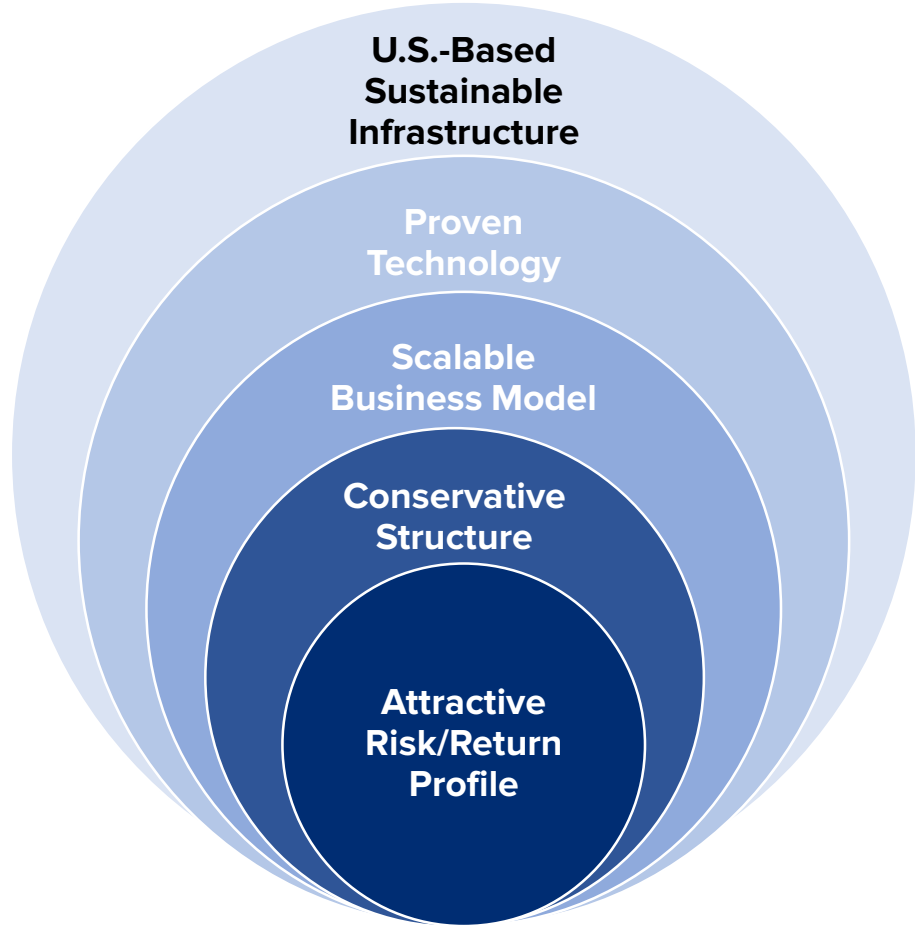 U.S.-Based
Sustainable
Infrastructure
Proven
Technology
Scalable
Business Model
Conservative
Structure
Attractive
Risk/Return
Profile